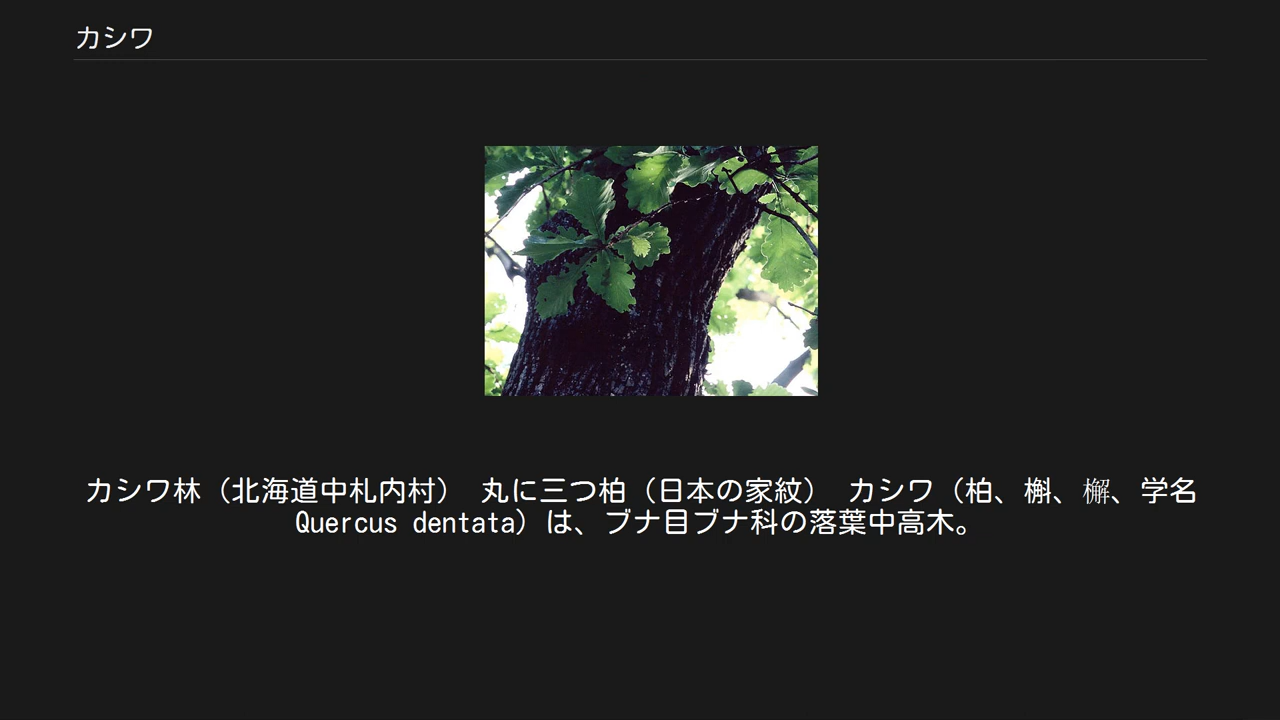 カシワ
カシワ林（北海道中札内村） 丸に三つ柏（日本の家紋） カシワ（柏、槲、檞、学名
Quercus dentata）は、ブナ目ブナ科の落葉中高木。